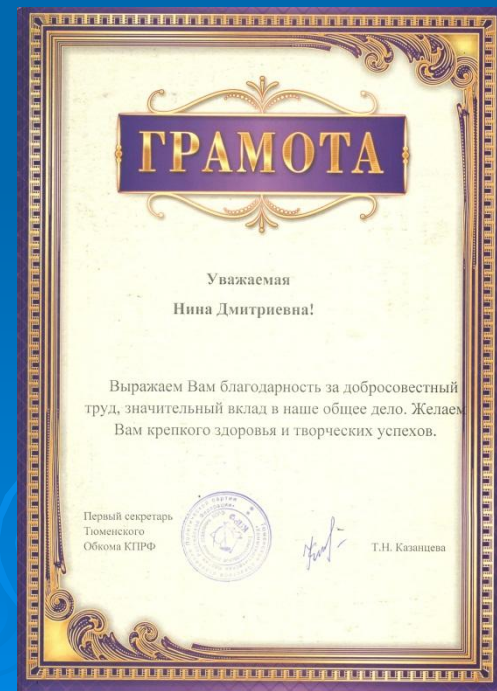 ГРАМОТА
Уважаемая
Нина Дмитриевна!
Выражаем Вам благодарность за добросовестный
труд, значительный вклад в наше общее дело. Желаем
Вам крепкого здоровья и творческих успехов.
Первый секретарь
Тюменского
Обкома КПРФ
Т.Н. Казанцева